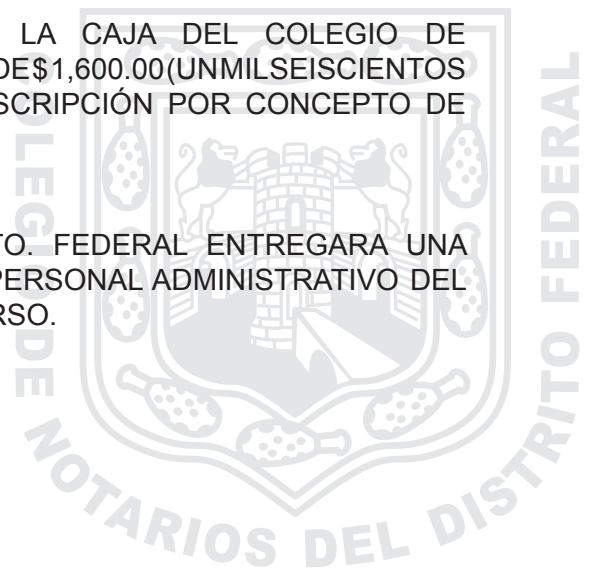 LA CAJA DEL COLEGIO DE
DE$1,600.00(UNMILSEISCIENTOS
SCRIPCIÓN POR CONCEPTO DE
TO. FEDERAL ENTREGARA UNA
PERSONAL ADMINISTRATIVO DEL
RSO.
OLEGIO DE NOTARIOS DEL DISTRITO FEDERAL